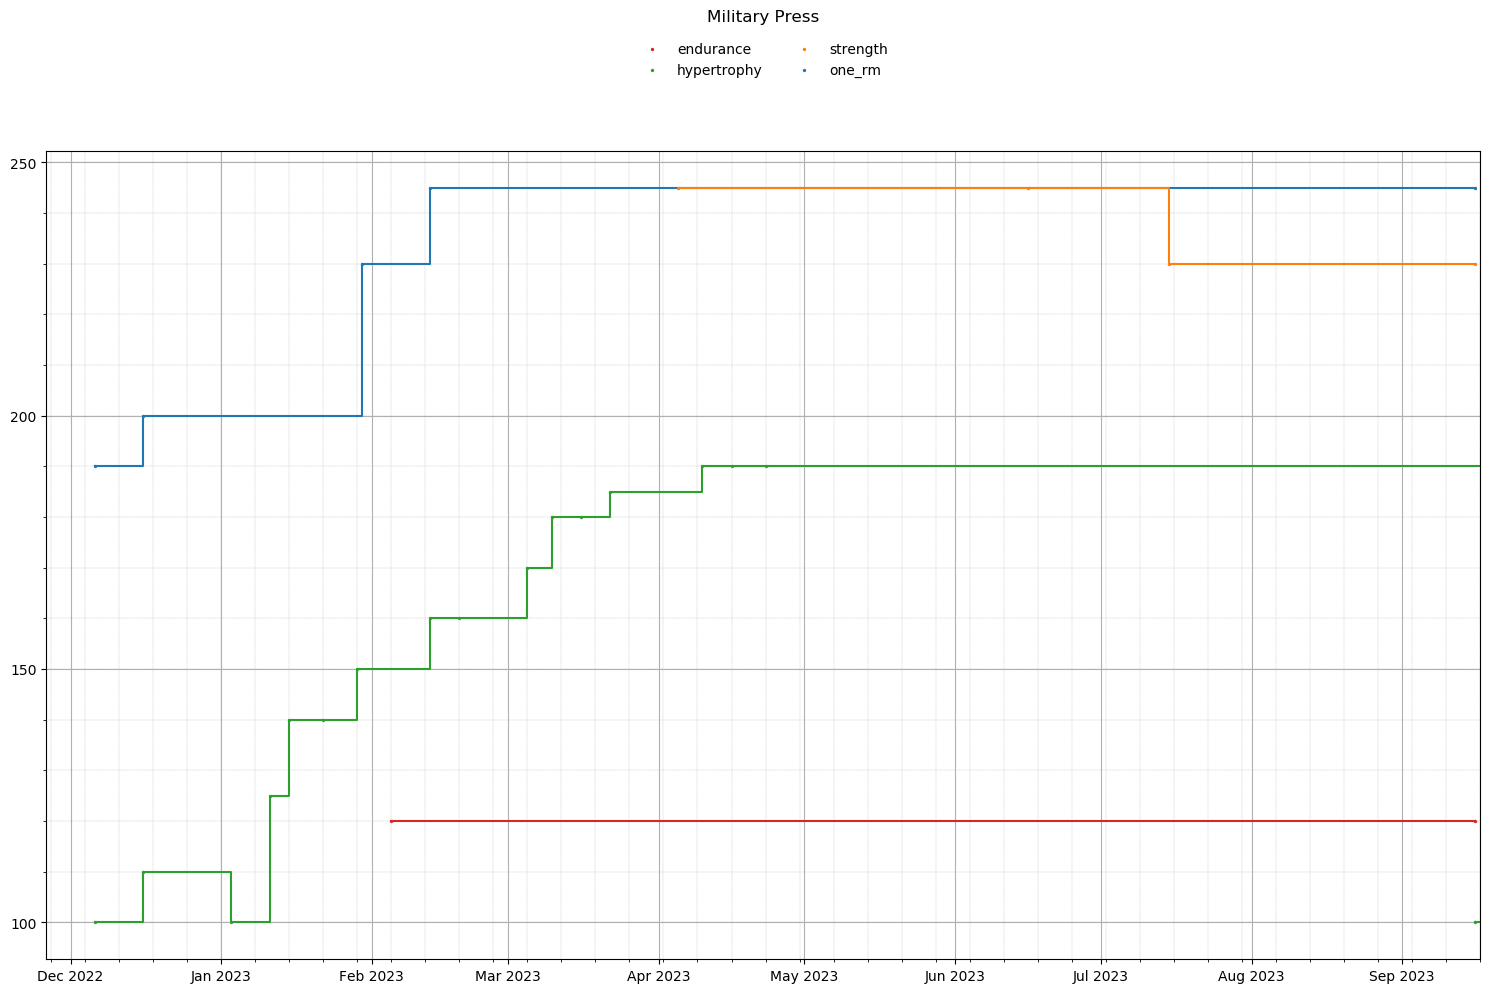 Military Press
endurance strength
hypertrophy one_rm
250
200
150
100
Dec 2022 Jan 2023 Feb 2023 Mar 2023 Apr 2023 May 2023 Jun 2023 Jul 2023 Aug 2023 Sep 2023